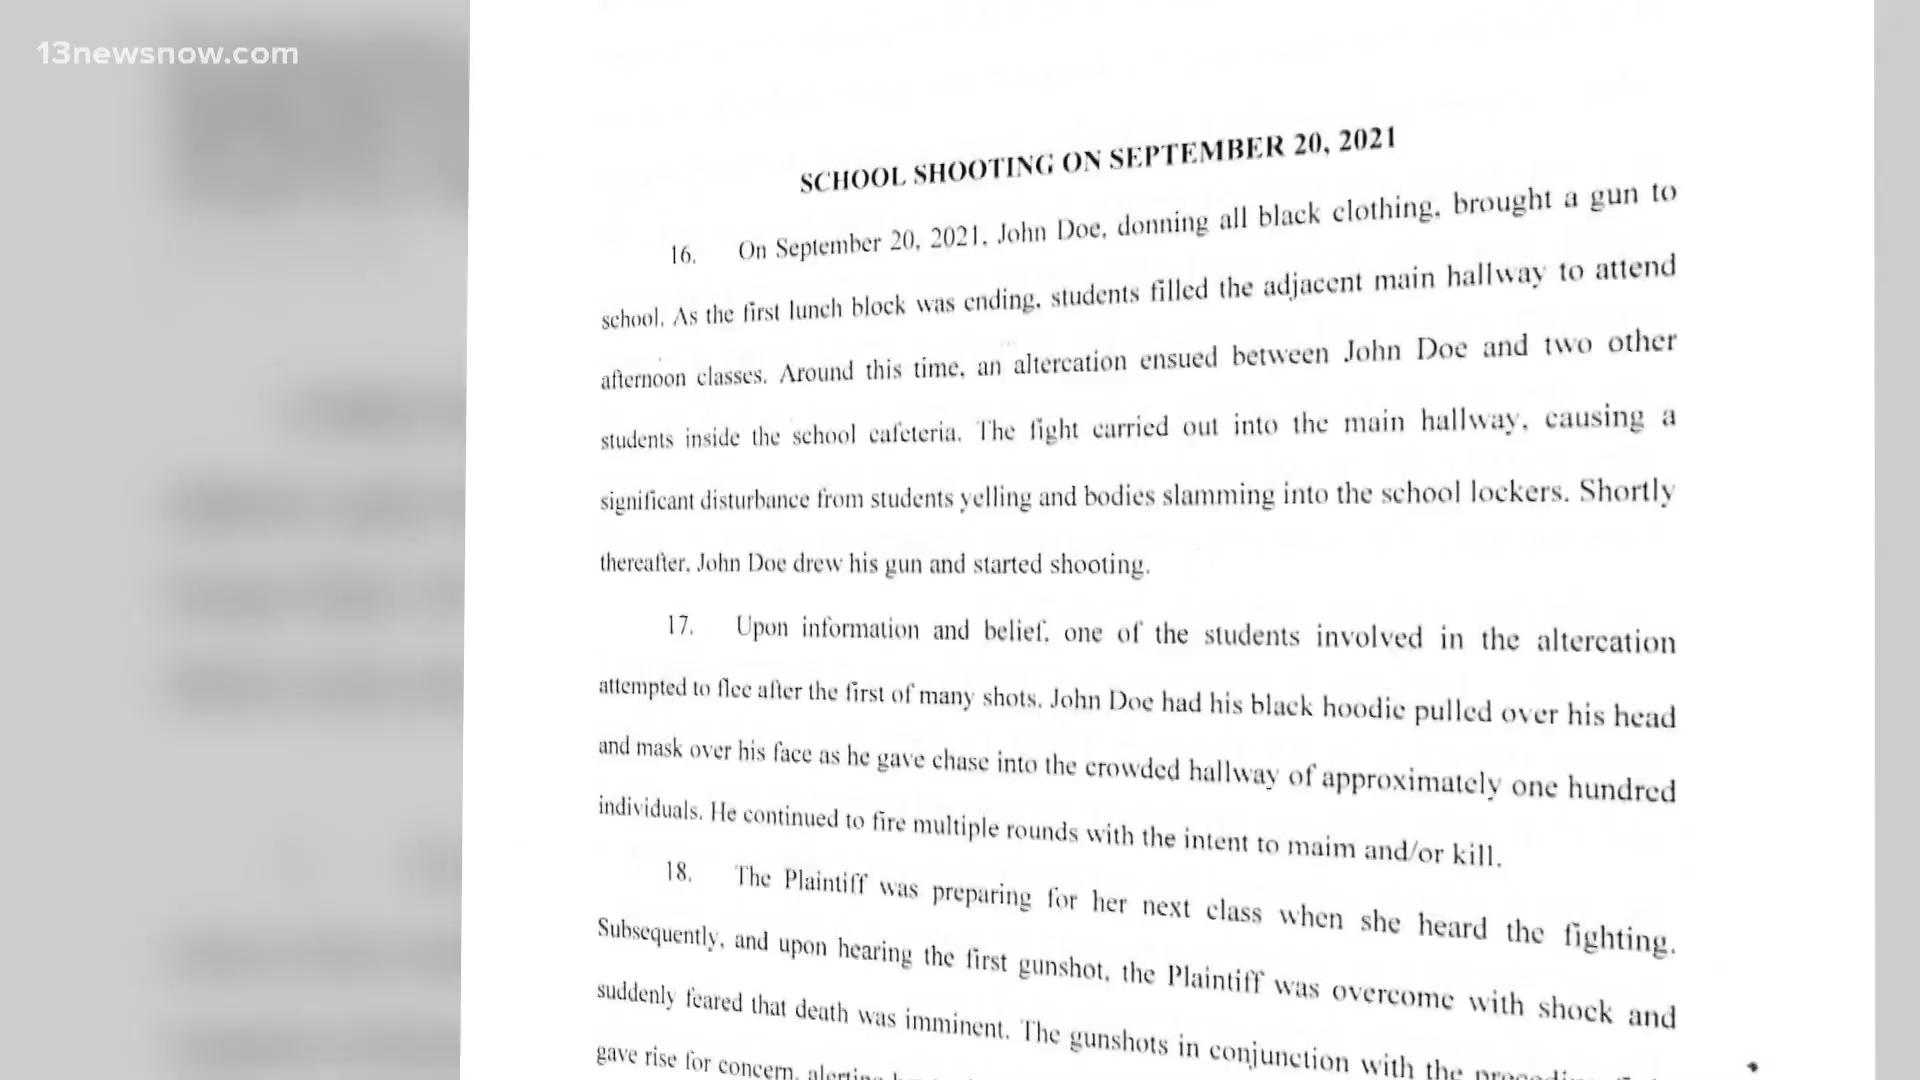 13newsnow.com
SCHOOL SHOOTING ON SEPTEMBER 20, 2021
16. On September 20, 2021, John Doe, donning all black clothing, brought a gun to
school. As the first lunch block was ending, students filled the adjacent main hallway to attend
afternoon classes. Around this time, an altercation ensued between John Doe and two other
students inside the school cafeteria. The fight carried out into the main hallway, causing a
significant disturbance from students yelling and bodies slamming into the school lockers. Shortly
thereafter, John Doe drew his gun and started shooting.
17. Upon information and belief, one of the students involved in the altercation
attempted to flee after the first of many shots. John Doe had his black hoodie pulled over his head
and mask over his face as he gave chase into the crowded hallway of approximately one hundred
individuals. He continued to fire multiple rounds with the intent to maim and/or kill.
18. The Plaintiff was preparing for her next class when she heard the fighting.
Subsequently, and upon hearing the first gunshot, the Plaintiff was overcome with shock and
suddenly feared that death was imminent. The gunshots in conjunction with the
gave rise for concern, alerting